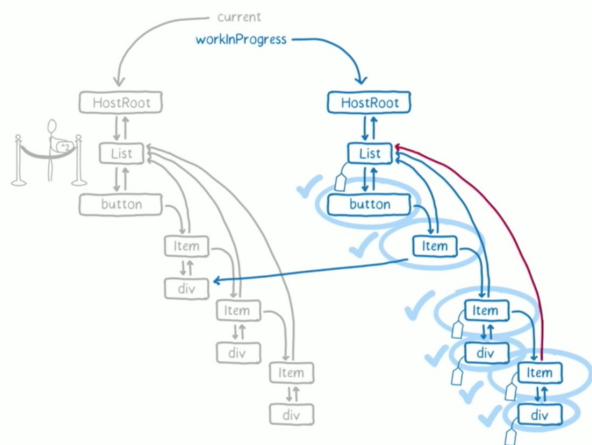 current
workInProgress
HostRoot
HostRoot
List
List
button
button
Item
Item
div
Item
Item
div
div
Item
Item
div
div